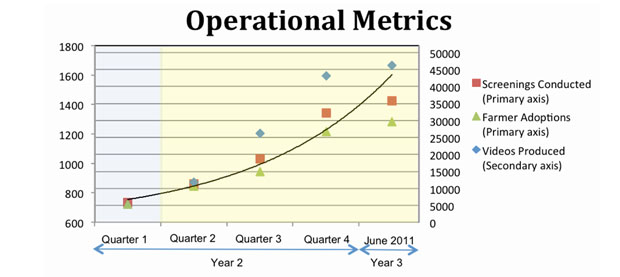 Operational Metrics
1800
1600
1400
1200
1000
800
600
50000
45000
40000
35000
30000
25000
20000
15000
10000
5000
0
Screenings Conducted
(Primary axis)
Farmer Adoptions
(Primary axis)
Videos Produced
(Secondary axis)
Quarter 1
Quarter 2
Quarter 3
Quarter 4
June 2011
Year 2
Year 3